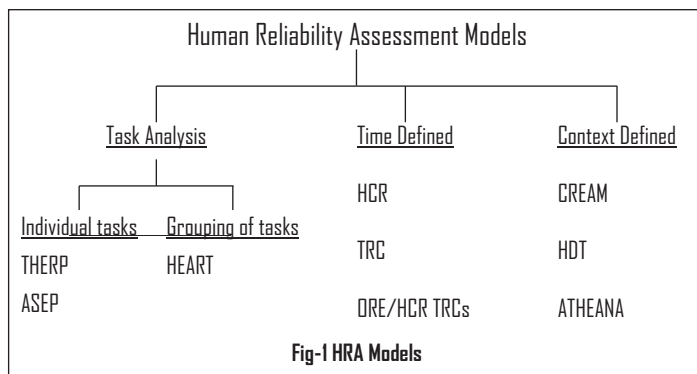 Human Reliability Assessment Models
Task Analysis
Individual tasks
THERP
ASEP
Grouping of tasks
HEART
Time Defined
HCR
TRC
ORE/HCR TRCs
Context Defined
CREAM
HDT
ATHEANA
Fig-1 HRA Models